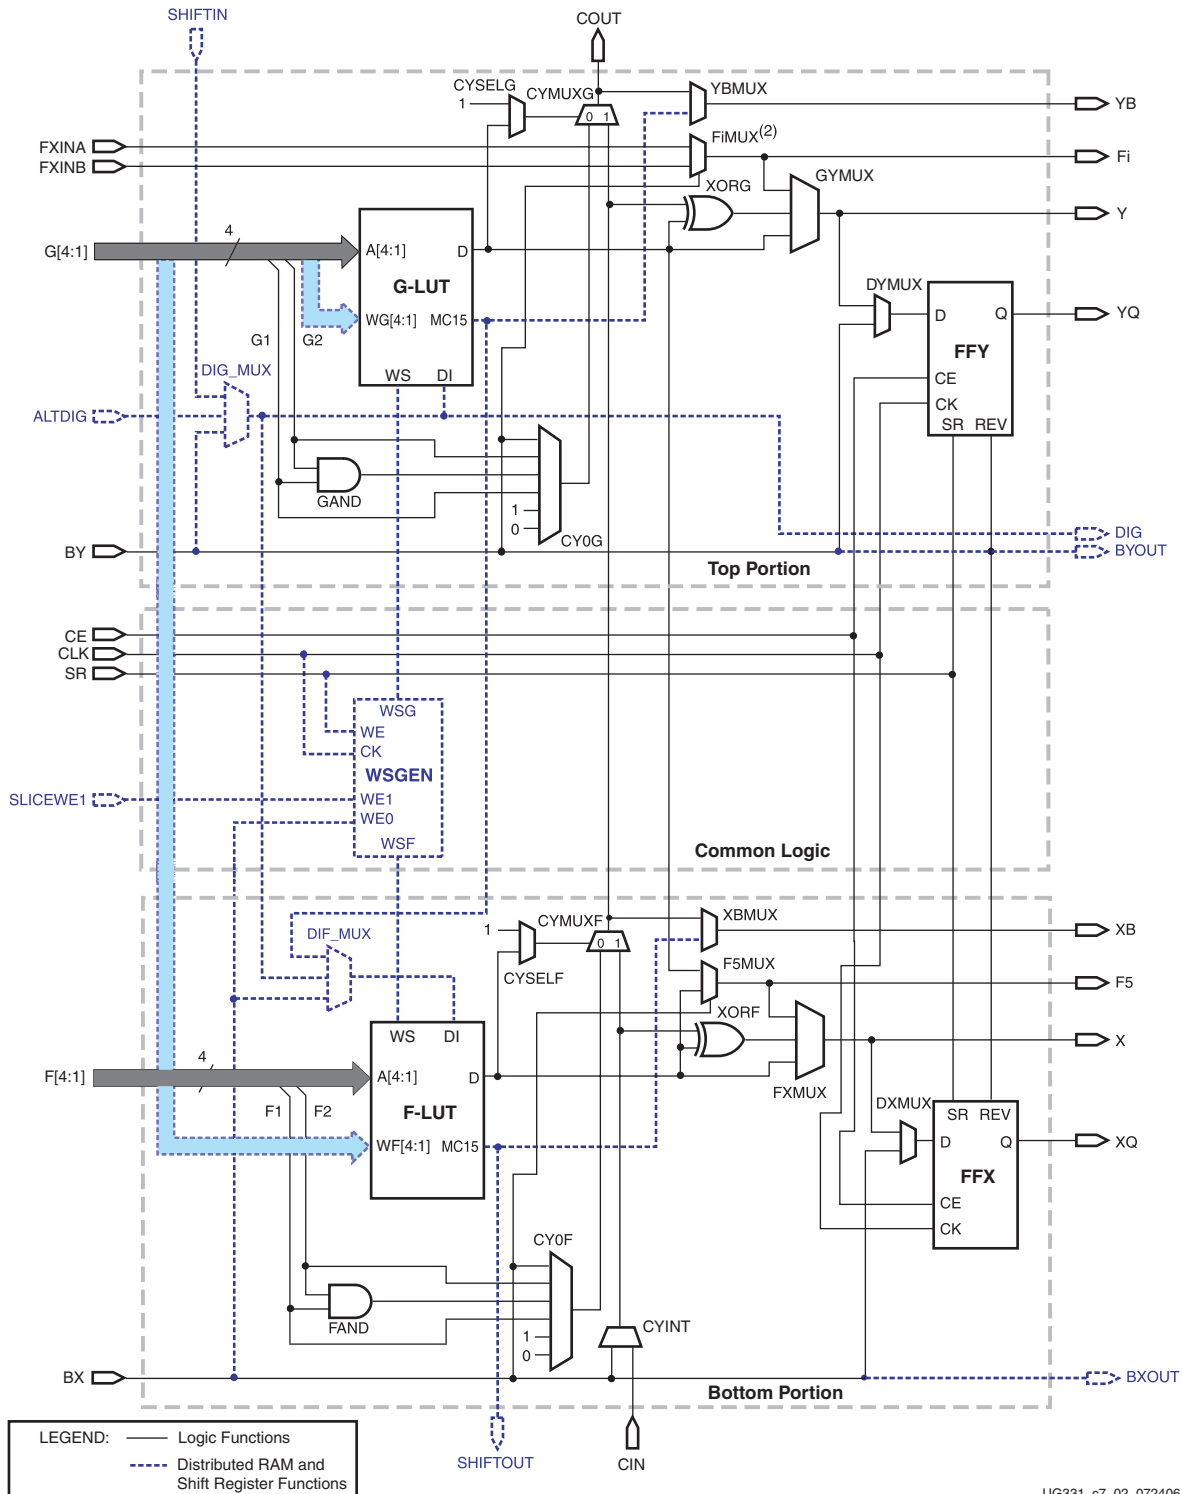 SHIFTIN
COUT
CYSELG
1
CYMUXG
0 1
YBMUX
YB
FXINA
FXINB
FiMUX(2)
Fi
XORG
GYMUX
Y
G[4:1]
4
A[4:1]
D
G-LUT
WG[4:1]
MC15
WS
DI
G1
G2
DYMUX
D
Q
YQ
FFY
CE
CK
SR
REV
DIG_MUX
ALTDIG
GAND
1
0
CY0G
BY
DIG
BYOUT
Top Portion
CE
CLK
SR
WSG
WE
CK
WSGEN
SLICEWE1
WE1
WE0
WSF
Common Logic
DIF_MUX
1
CYMUXF
0 1
CYSELF
XBMUX
XB
F5MUX
F5
XORF
X
FXMUX
WS
DI
F[4:1]
4
A[4:1]
D
F-LUT
WF[4:1]
MC15
F1
F2
DXMUX
SR
REV
D
Q
XQ
FFX
CE
CK
CY0F
FAND
1
0
CYINT
BX
BXOUT
Bottom Portion
SHIFTOUT
CIN
LEGEND:
Logic Functions
Distributed RAM and
Shift Register Functions
UG331_c7_02_072406